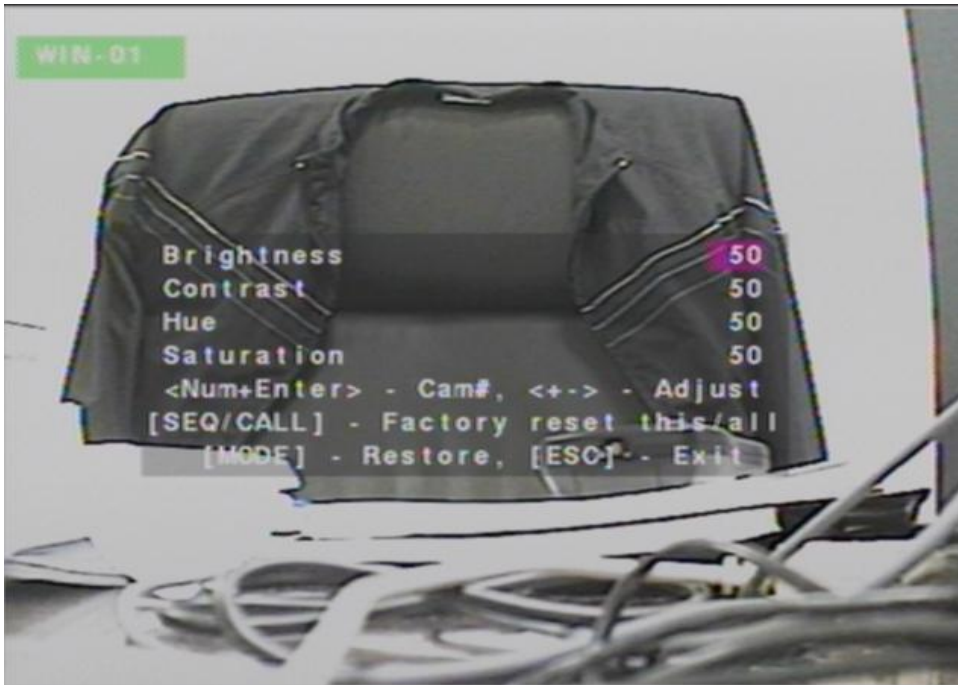 WIN-01
Brightness 50
Contrast 50
Hue 50
Saturation 50
<Num+Enter> - Cam#, <+-> - Adjust
[SEQ/CALL] - Factory reset this/all
[MODE] - Restore, [ESC] - Exit